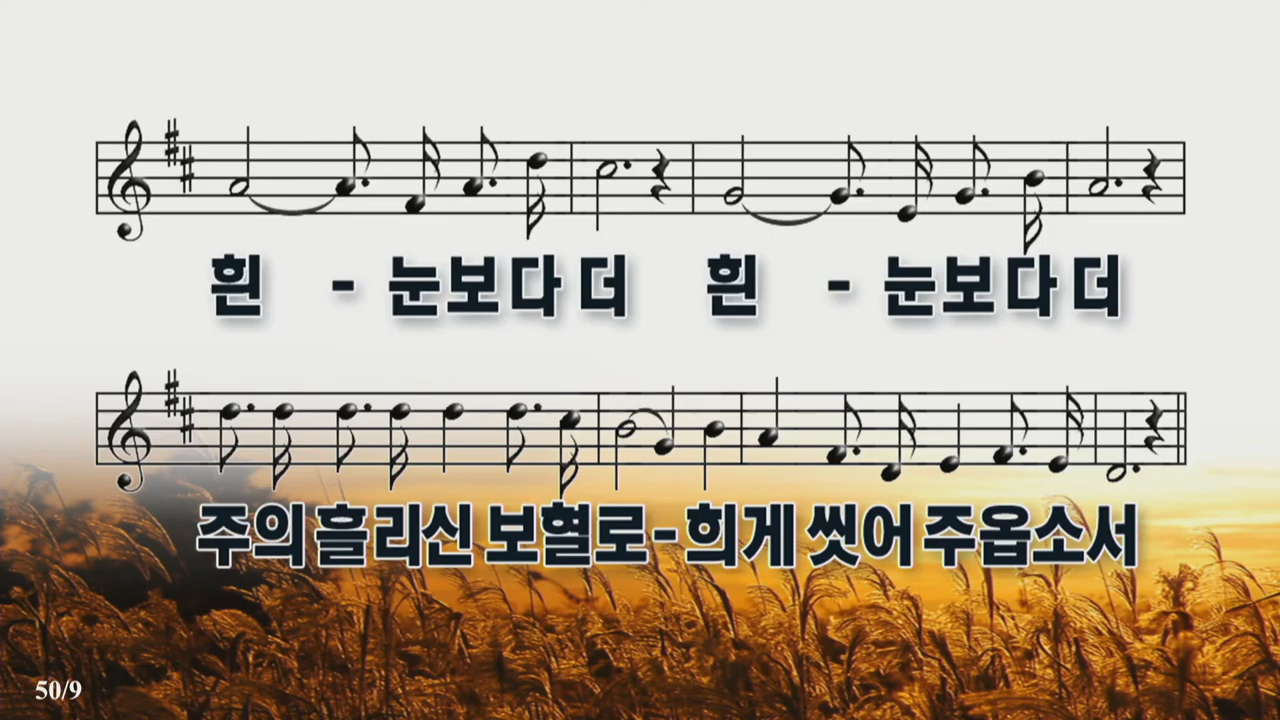 흰 - 눈보다 더 흰 - 눈보다 더
주의 흘리신 보혈로-희게 씻어 주옵소서
50/9